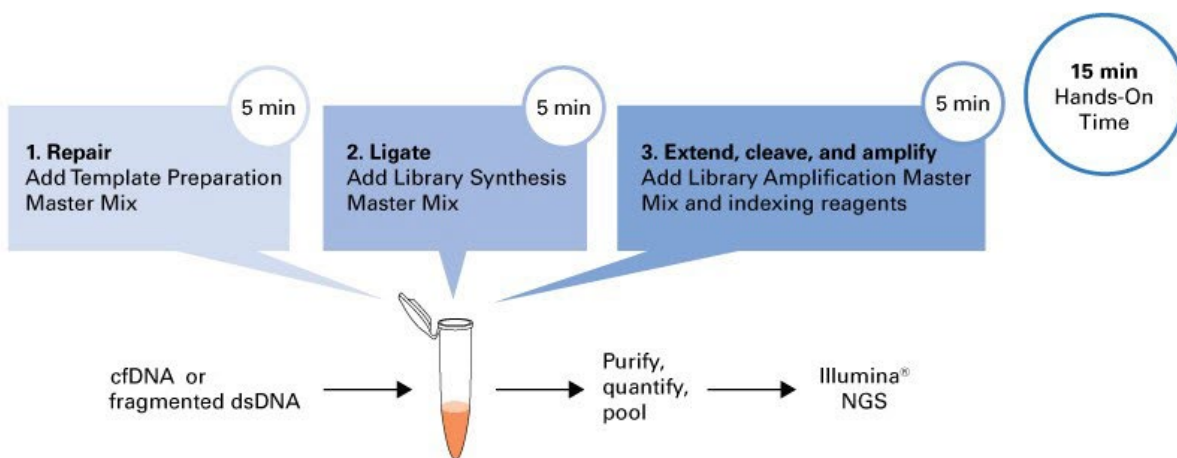 5 min
1. Repair
Add Template Preparation
Master Mix
5 min
2. Ligate
Add Library Synthesis
Master Mix
5 min
3. Extend, cleave, and amplify
Add Library Amplification Master
Mix and indexing reagents
15 min
Hands-On
Time
cfDNA or
fragmented dsDNA
Purify,
quantify,
pool
Illumina®
NGS